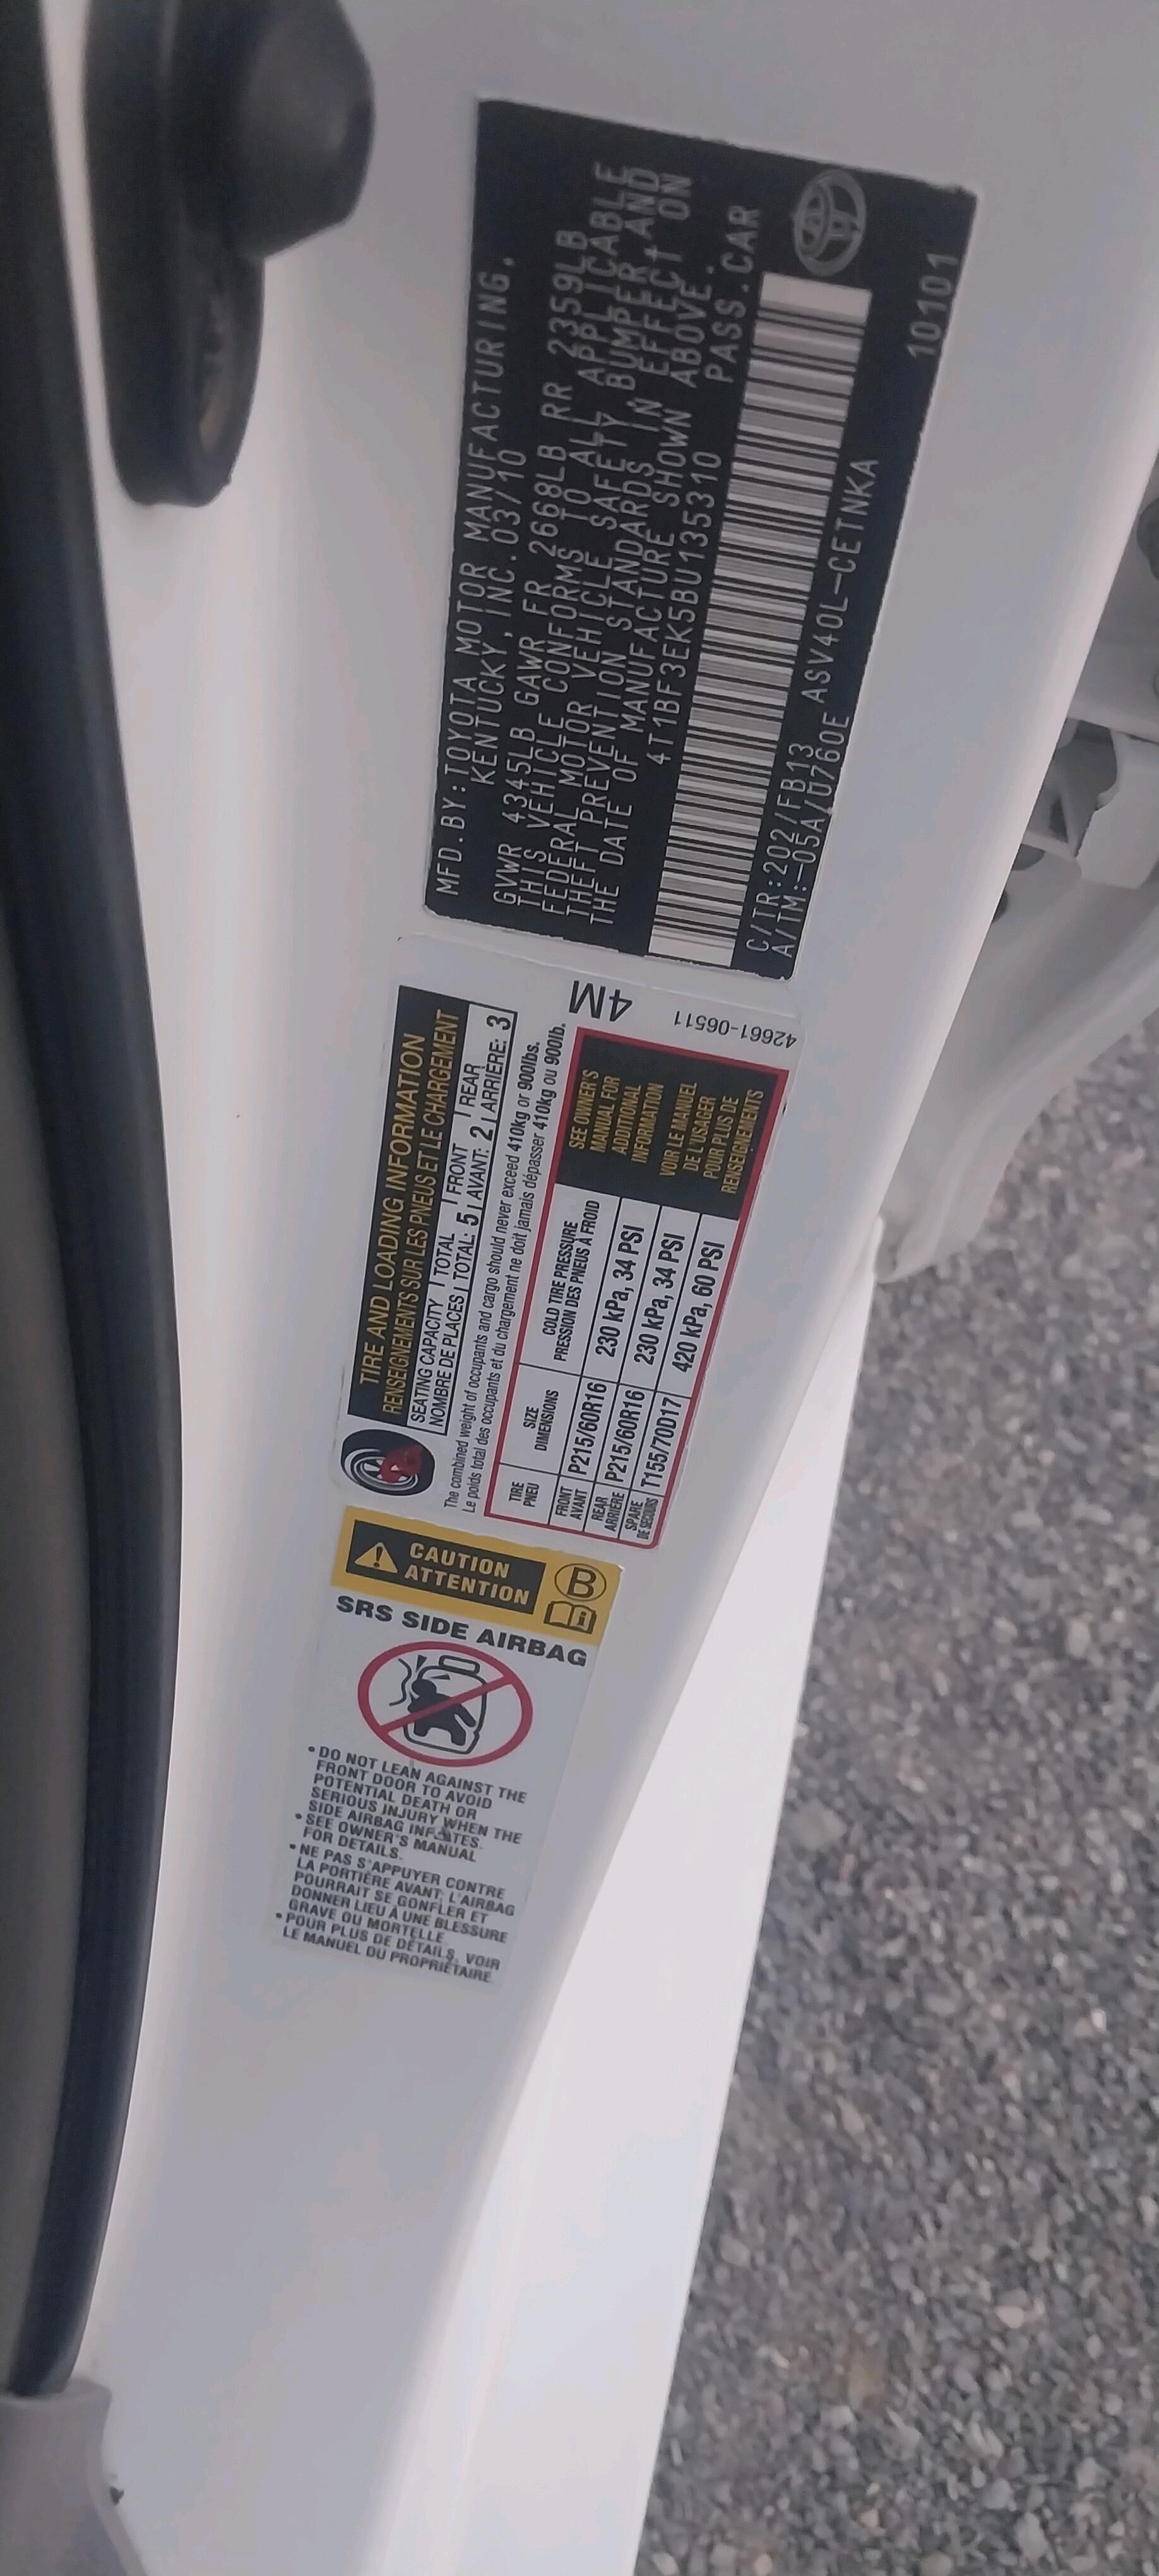 MFD.BY:TOYOTA MOTOR MANUFACTURING,
KENTUCKY, INC. 03/10
GVWR 4345LB GAWR FR 2668LB RR 2359LB
THIS VEHICLE CONFORMS TO ALL APPLICABLE
FEDERAL MOTOR VEHICLE SAFETY, BUMPER, AND
THEFT PREVENTION STANDARDS IN EFFECT ON
THE DATE OF MANUFACTURE SHOWN ABOVE.
4T1BF3EK5BU135310 PASS.CAR
C/TR:202/FB13
A/TM:-05A/U760E ASV40L-CETNKA
10101
TIRE AND LOADING INFORMATION
RENSEIGNEMENTS SUR LES PNEUS ET LE CHARGEMENT
SEATING CAPACITY TOTAL FRONT REAR
NOMBRE DE PLACES TOTAL: 5 AVANT: 2 ARRIÈRE: 3
The combined weight of occupants and cargo should never exceed 410kg or 900lbs.
Le poids total des occupants et du chargement ne doit jamais dépasser 410kg ou 900lb.
4M
42661-06511
TIRE SIZE COLD TIRE PRESSURE
PNEU DIMENSIONS PRESSION DES PNEUS À FROID
FRONT
AVANT P215/60R16 230 kPa, 34 PSI
REAR
ARRIÈRE P215/60R16 230 kPa, 34 PSI
SPARE
DE SECOURS T155/70D17 420 kPa, 60 PSI
SEE OWNER'S
MANUAL FOR
ADDITIONAL
INFORMATION
VOIR LE MANUEL
DE L'USAGER
POUR PLUS DE
RENSEIGNEMENTS
CAUTION
ATTENTION
B
SRS SIDE AIRBAG
• DO NOT LEAN AGAINST THE
FRONT DOOR TO AVOID
POTENTIAL DEATH OR
SERIOUS INJURY WHEN THE
SIDE AIRBAG INFLATES.
• SEE OWNER'S MANUAL
FOR DETAILS.
• NE PAS S'APPUYER CONTRE
LA PORTIÈRE AVANT: L'AIRBAG
POURRAIT SE GONFLER ET
DONNER LIEU À UNE BLESSURE
GRAVE OU MORTELLE
• POUR PLUS DE DÉTAILS, VOIR
LE MANUEL DU PROPRIÉTAIRE